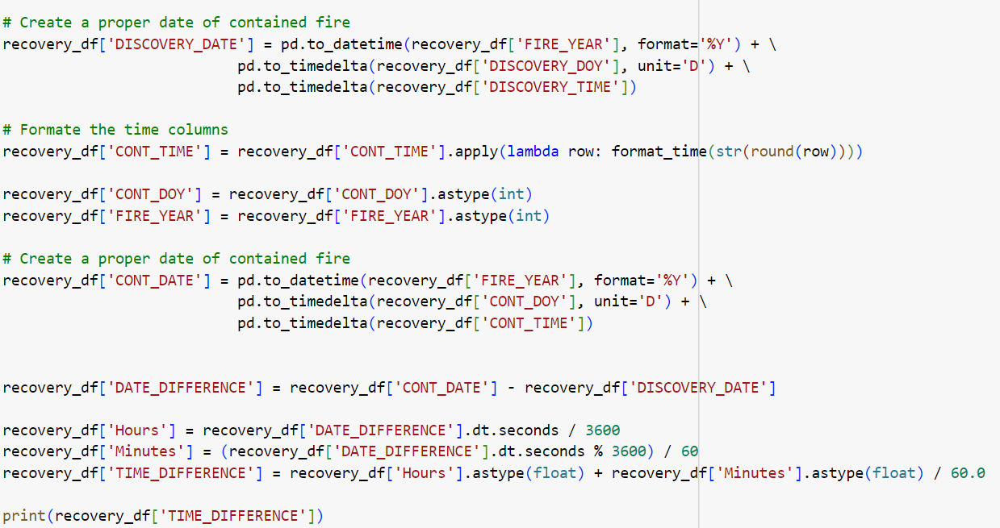 # Create a proper date of contained fire
recovery_df['DISCOVERY_DATE'] = pd.to_datetime(recovery_df['FIRE_YEAR'], format='%Y') + \
pd.to_timedelta(recovery_df['DISCOVERY_DOY'], unit='D') + \
pd.to_timedelta(recovery_df['DISCOVERY_TIME'])
# Formate the time columns
recovery_df['CONT_TIME'] = recovery_df['CONT_TIME'].apply(lambda row: format_time(str(round(row))))
recovery_df['CONT_DOY'] = recovery_df['CONT_DOY'].astype(int)
recovery_df['FIRE_YEAR'] = recovery_df['FIRE_YEAR'].astype(int)
# Create a proper date of contained fire
recovery_df['CONT_DATE'] = pd.to_datetime(recovery_df['FIRE_YEAR'], format='%Y') + \
pd.to_timedelta(recovery_df['CONT_DOY'], unit='D') + \
pd.to_timedelta(recovery_df['CONT_TIME'])
recovery_df['DATE_DIFFERENCE'] = recovery_df['CONT_DATE'] - recovery_df['DISCOVERY_DATE']
recovery_df['Hours'] = recovery_df['DATE_DIFFERENCE'].dt.seconds / 3600
recovery_df['Minutes'] = (recovery_df['DATE_DIFFERENCE'].dt.seconds % 3600) / 60
recovery_df['TIME_DIFFERENCE'] = recovery_df['Hours'].astype(float) + recovery_df['Minutes'].astype(float) / 60.0
print(recovery_df['TIME_DIFFERENCE'])